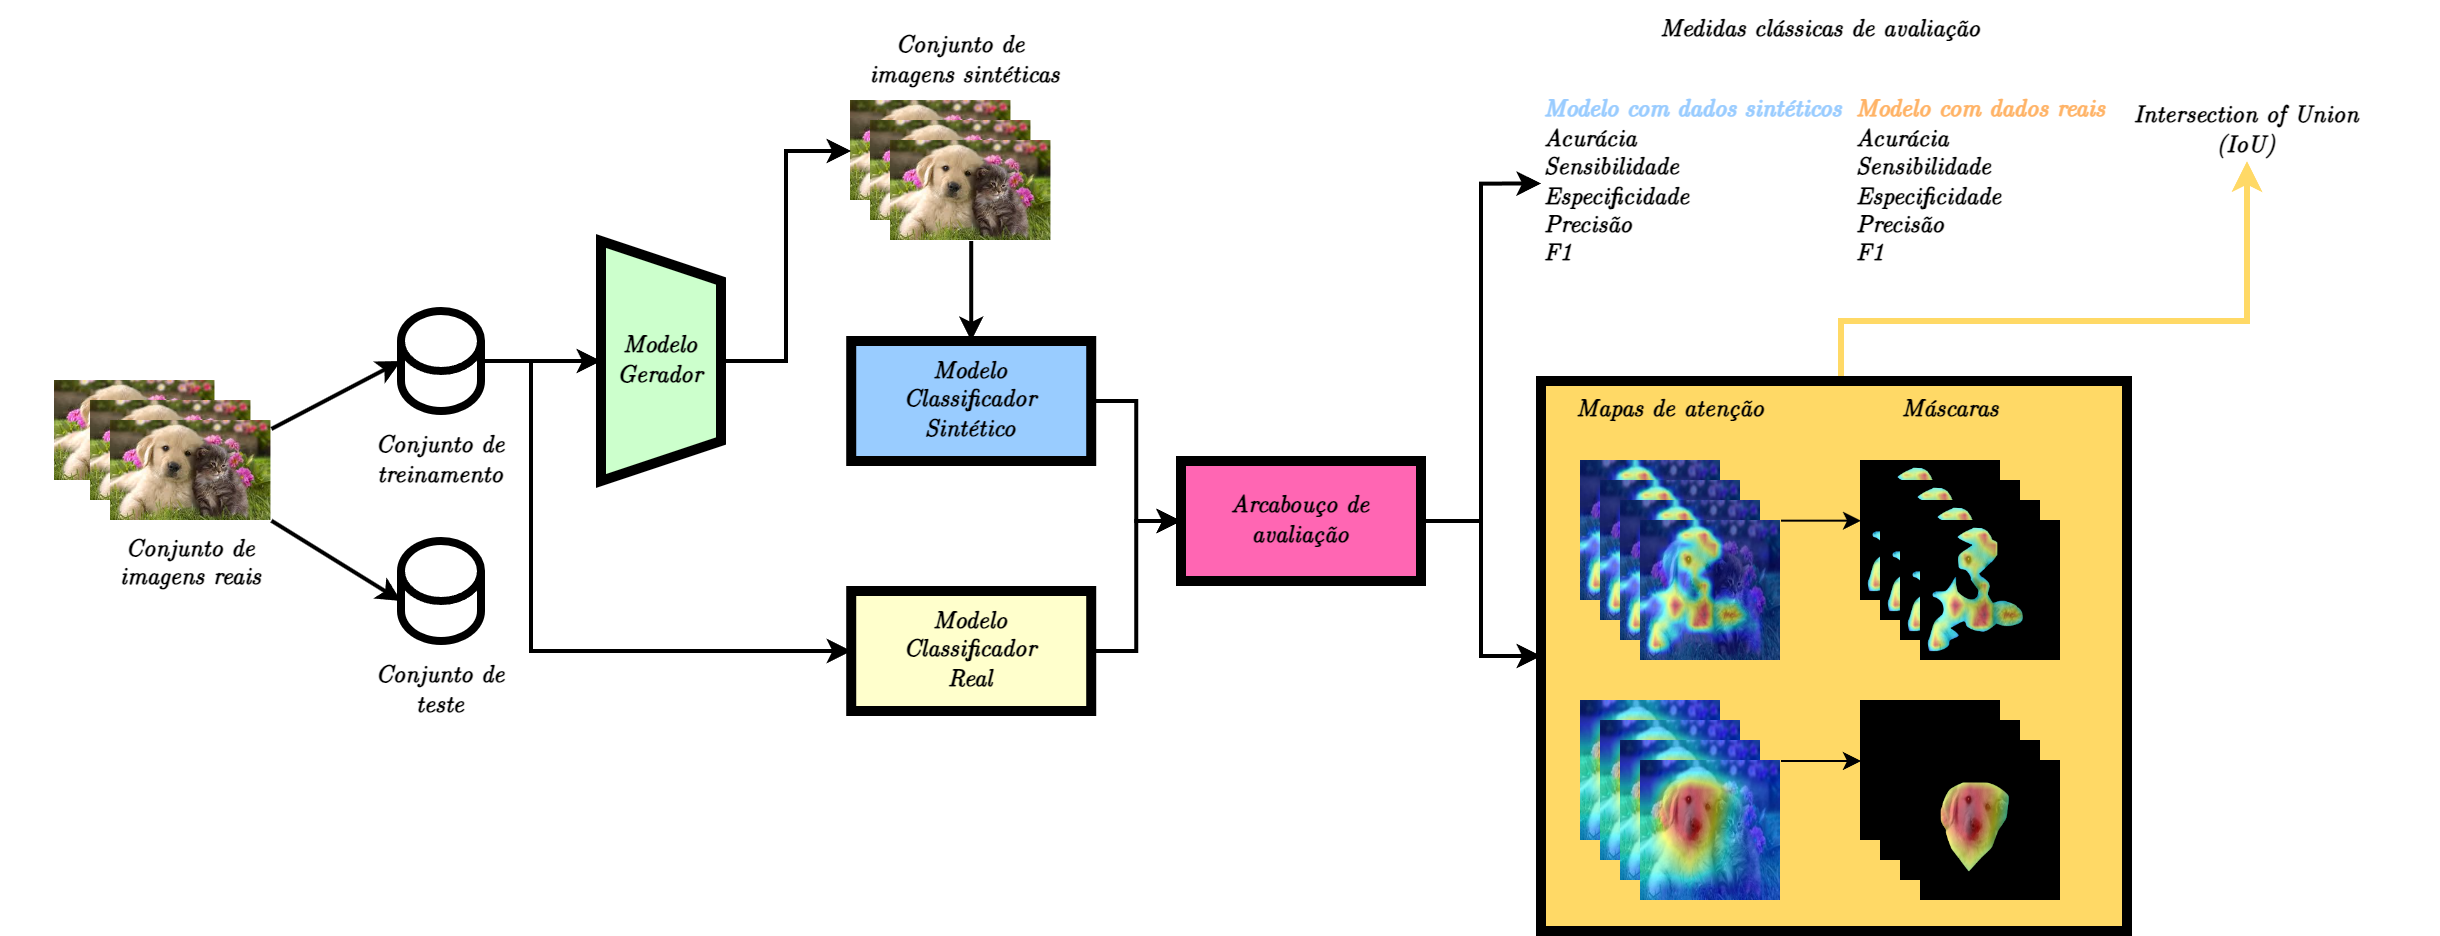 Conjunto de
imagens reais
Conjunto de
treinamento
Conjunto de
teste
Modelo
Gerador
Conjunto de
imagens sintéticas
Modelo
Classificador
Sintético
Modelo
Classificador
Real
Arcabouço de
avaliação
Medidas clássicas de avaliação
Modelo com dados sintéticos
Acurácia
Sensibilidade
Especificidade
Precisão
F1
Modelo com dados reais
Acurácia
Sensibilidade
Especificidade
Precisão
F1
Intersection of Union
(IoU)
Mapas de atenção
Máscaras